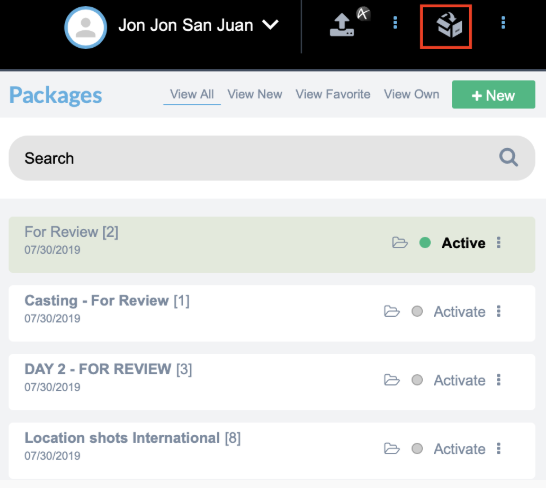 Jon Jon San Juan
Packages
View All View New View Favorite View Own + New
Search
For Review [2]
07/30/2019
Active
Casting - For Review [1]
07/30/2019
Activate
DAY 2 - FOR REVIEW [3]
07/30/2019
Activate
Location shots International [8]
07/30/2019
Activate